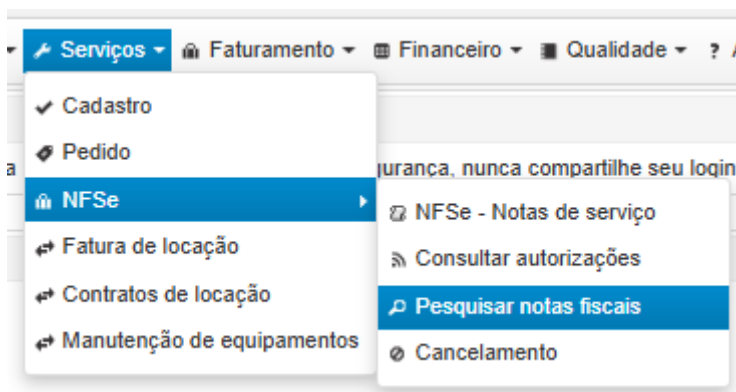 Serviços Faturamento Financeiro Qualidade ?
Cadastro
Pedido
nunca compartilhe seu login
NFSe
NFSe - Notas de serviço
Fatura de locação
Consultar autorizações
Contratos de locação
Pesquisar notas fiscais
Manutenção de equipamentos
Cancelamento